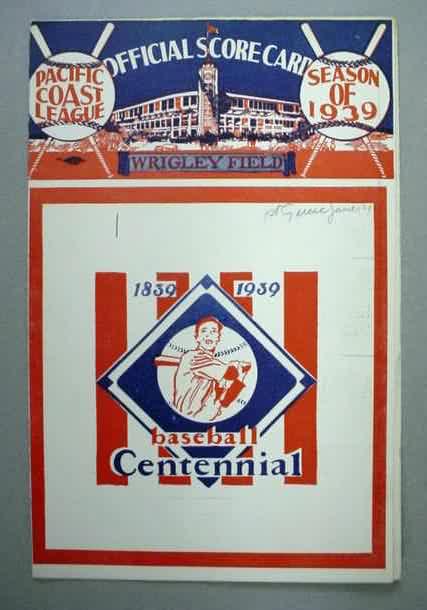 OFFICIAL SCORE CARD
PACIFIC
COAST
LEAGUE
SEASON
OF
1939
WRIGLEY FIELD
1839 1939
baseball
Centennial